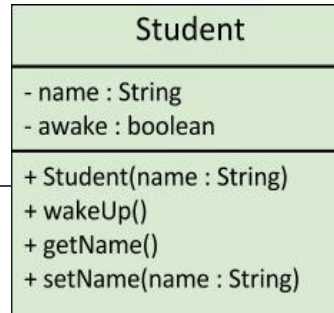 Student
- name : String
- awake : boolean
+ Student(name : String)
+ wakeUp()
+ getName()
+ setName(name : String)